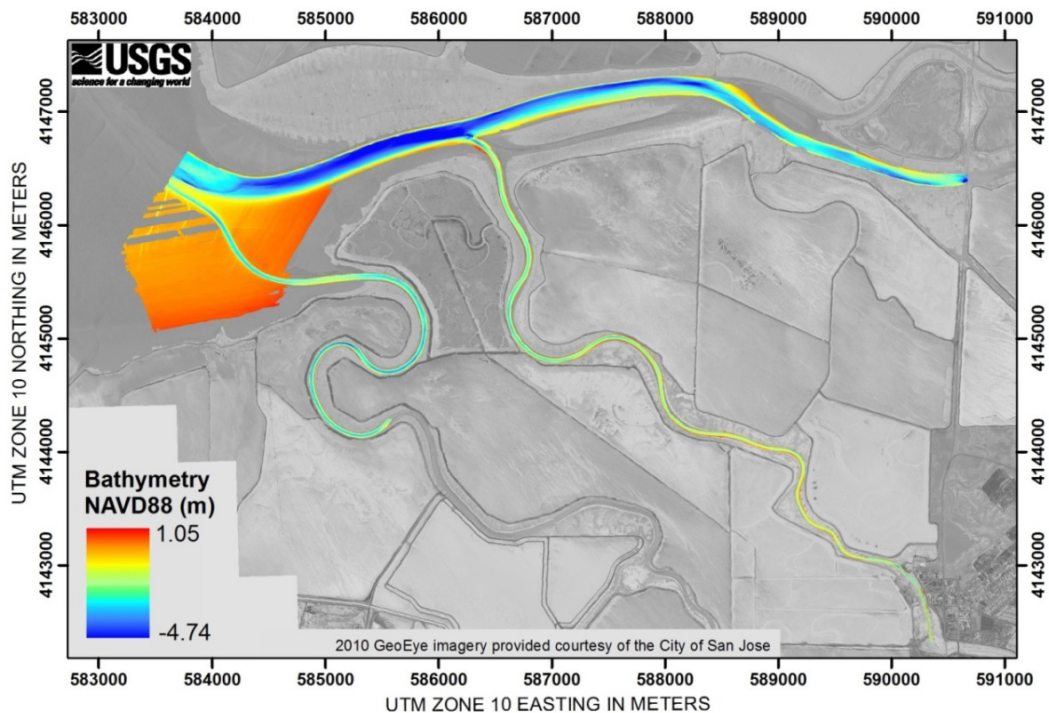 583000 584000 585000 586000 587000 588000 589000 590000 591000
USGS
science for a changing world
4147000 4147000
4146000 4146000
4145000 4145000
4144000 4144000
4143000 4143000
UTM ZONE 10 NORTHING IN METERS
Bathymetry
NAVD88 (m)
1.05
-4.74
2010 GeoEye imagery provided courtesy of the City of San Jose
583000 584000 585000 586000 587000 588000 589000 590000 591000
UTM ZONE 10 EASTING IN METERS